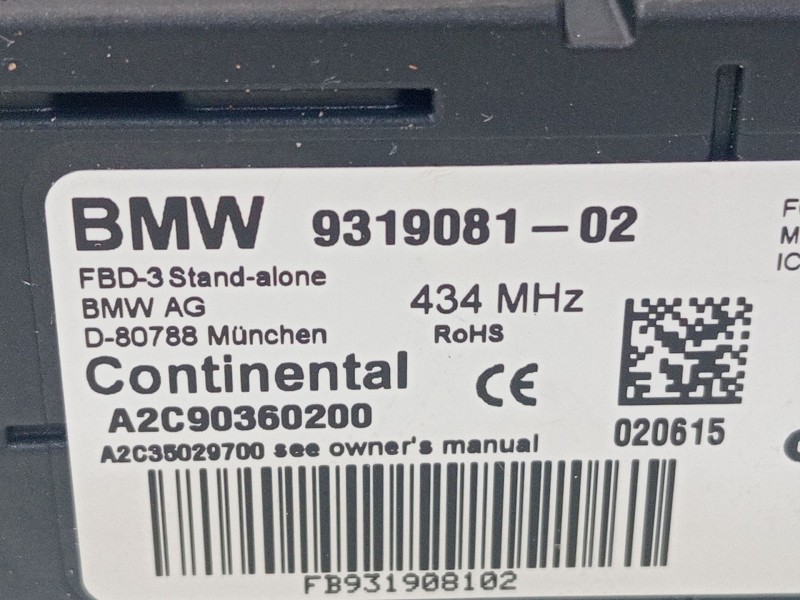 BMW 9319081-02
FBD-3 Stand-alone
BMW AG 434 MHz
D-80788 München RoHS
Continental CE
A2C90360200
020615
A2C35029700 see owner's manual
FB931908102
IC